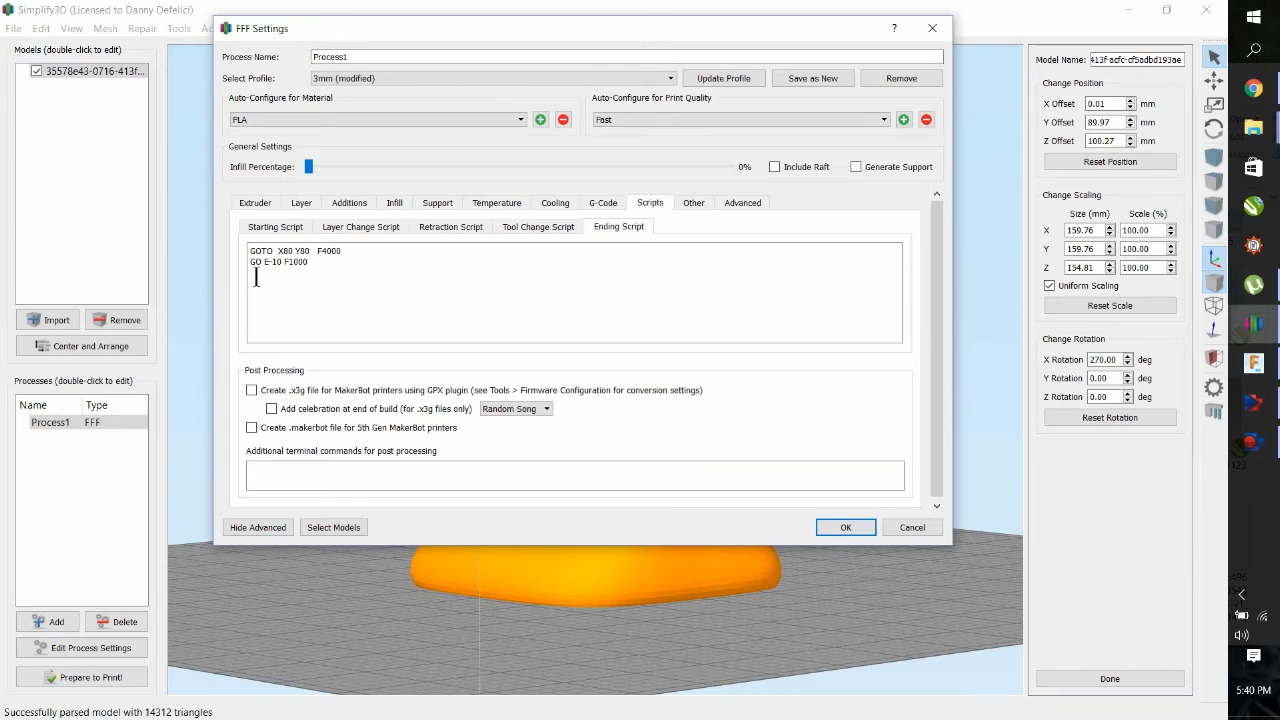 Simplify3D (Licensed to Danny Defelici)
File Edit View Mesh Repair Tools
Models (double-click to edit)
35578e43-0716-413f...
Import Remove
Center and Arrange
Processes (double-click to edit)
Name Type
Process1 FFF
Add Delete
Edit Process Settings
Prepare to Print!
Successfully parsed model with 14312 triangles
FFF Settings ?
Process Name: Process1
Select Profile: 3mm (modified) Update Profile Save as New Remove
Auto-Configure for Material
PLA
Auto-Configure for Print Quality
Fast
General Settings
Infill Percentage: 0% Include Raft Generate Support
Extruder Layer Additions Infill Support Temperature Cooling G-Code Scripts Other Advanced
Starting Script Layer Change Script Retraction Script Tool Change Script Ending Script
GOTO X80 Y80 F4000
GO E-10 F1000
Post Processing
Create .x3g file for MakerBot printers using GPX plugin (see Tools > Firmware Configuration for conversion settings)
Add celebration at end of build (for .x3g files only) Random Song
Create .makerbot file for 5th Gen MakerBot printers
Additional terminal commands for post processing
Hide Advanced Select Models OK Cancel
Model Name: 413f-acfc-cf5adbd193ae
Change Position
X Offset 0.01 mm
Y Offset 89.97 mm
Z Offset 100.27 mm
Reset Position
Change Scaling
Size (mm) Scale (%)
X 159.76 100.00
Y 159.76 100.00
Z 154.81 100.00
Uniform Scaling
Reset Scale
Change Rotation
X Rotation 270.00 deg
Y Rotation 0.00 deg
Z Rotation 0.00 deg
Reset Rotation
Done
123
5:40 PM